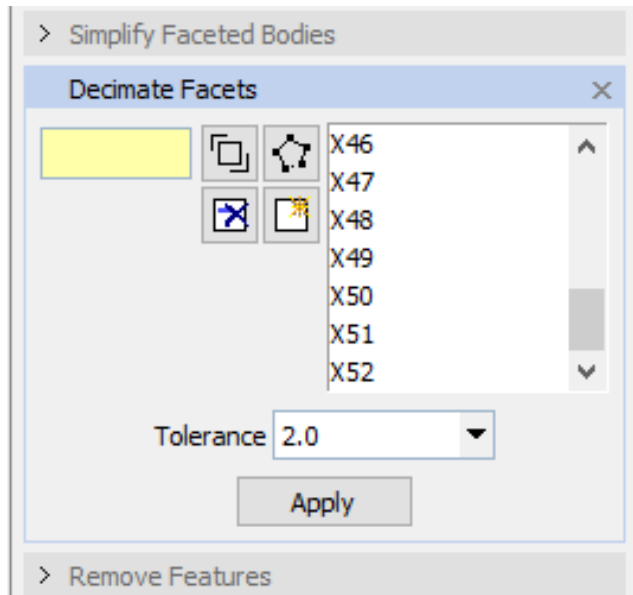 Simplify Faceted Bodies
Decimate Facets
X46
X47
X48
X49
X50
X51
X52
Tolerance 2.0
Apply
Remove Features